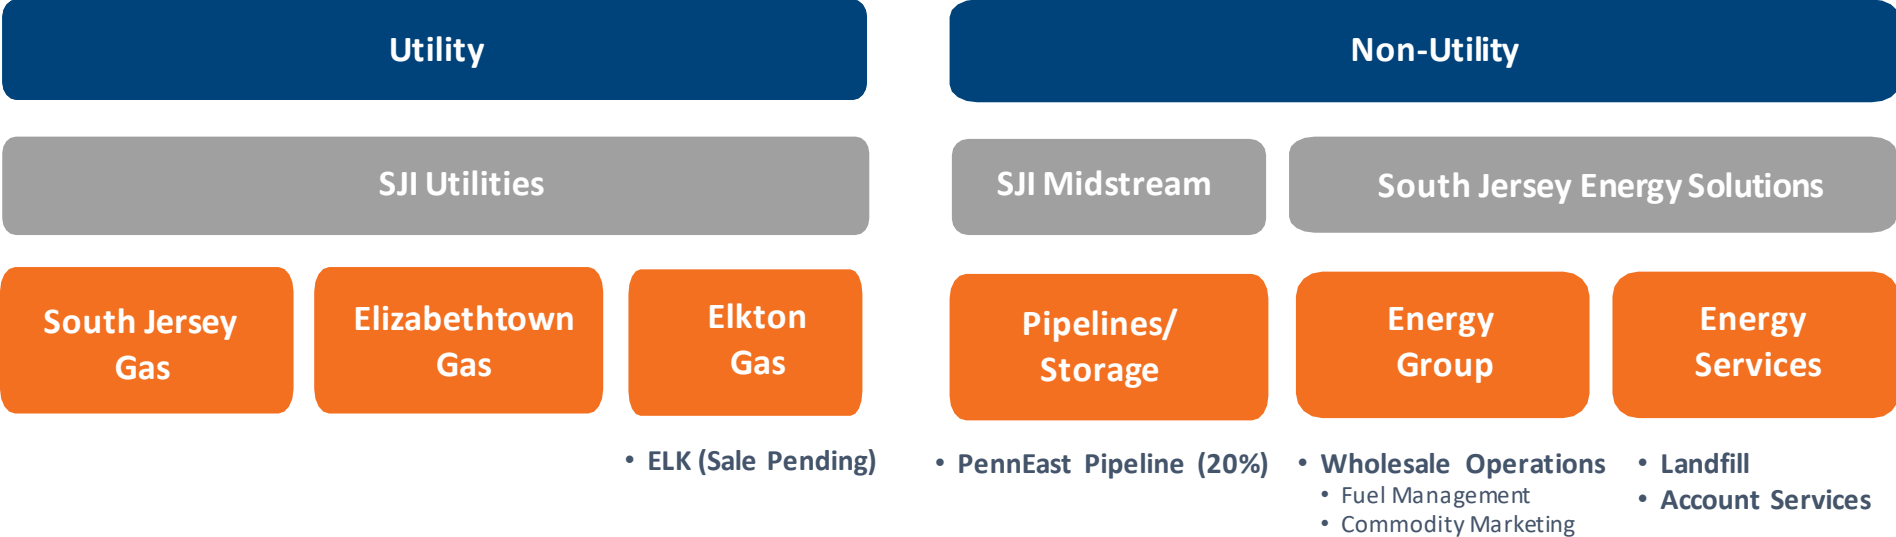 Utility
Non-Utility
SJI Utilities
SJI Midstream
South Jersey Energy Solutions
South Jersey
Gas
Elizabethtown
Gas
Elkton
Gas
Pipelines/
Storage
Energy
Group
Energy
Services
• ELK (Sale Pending)
• PennEast Pipeline (20%)
• Wholesale Operations
• Fuel Management
• Commodity Marketing
• Landfill
• Account Services